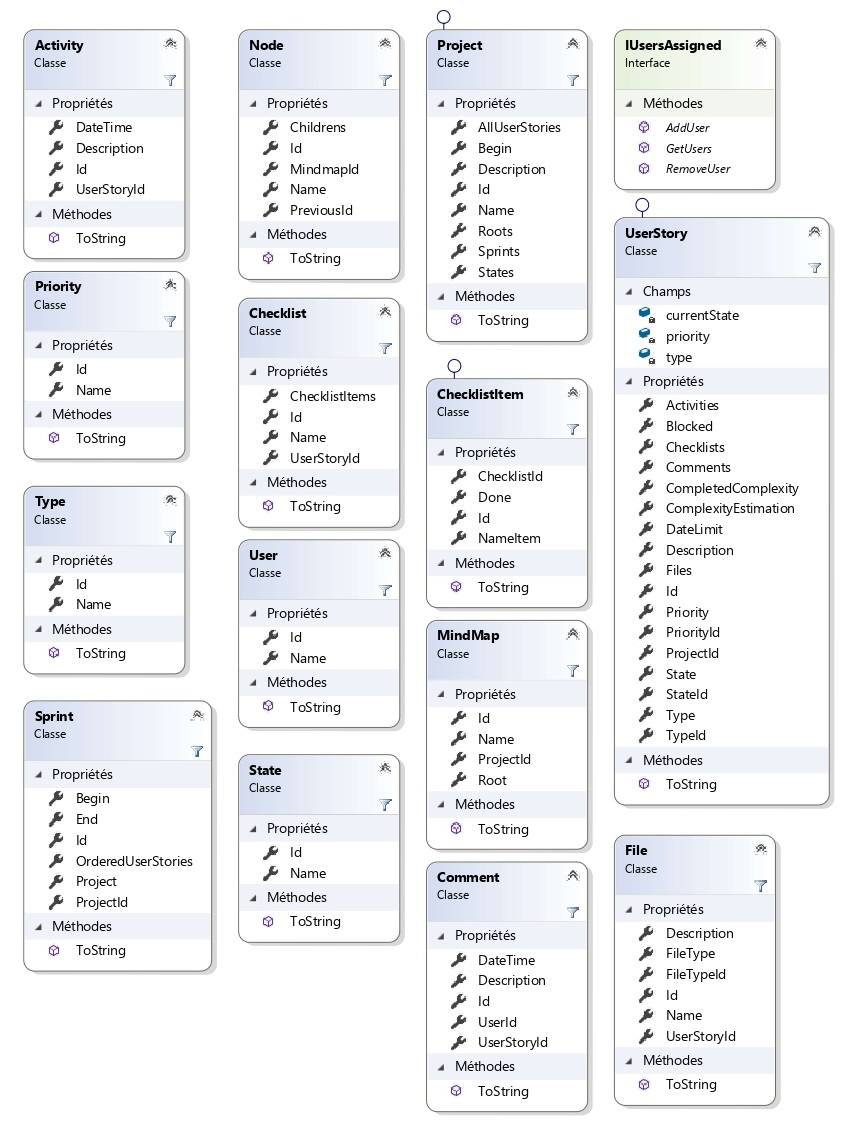 Activity
Classe
Propriétés
DateTime
Description
Id
UserStoryId
Méthodes
ToString
Priority
Classe
Propriétés
Id
Name
Méthodes
ToString
Type
Classe
Propriétés
Id
Name
Méthodes
ToString
Sprint
Classe
Propriétés
Begin
End
Id
OrderedUserStories
Project
ProjectId
Méthodes
ToString
Node
Classe
Propriétés
Childrens
Id
MindmapId
Name
PreviousId
Méthodes
ToString
Checklist
Classe
Propriétés
ChecklistItems
Id
Name
UserStoryId
Méthodes
ToString
User
Classe
Propriétés
Id
Name
Méthodes
ToString
State
Classe
Propriétés
Id
Name
Méthodes
ToString
Project
Classe
Propriétés
AllUserStories
Begin
Description
Id
Name
Roots
Sprints
States
Méthodes
ToString
ChecklistItem
Classe
Propriétés
ChecklistId
Done
Id
NameItem
Méthodes
ToString
MindMap
Classe
Propriétés
Id
Name
ProjectId
Root
Méthodes
ToString
Comment
Classe
Propriétés
DateTime
Description
Id
UserId
UserStoryId
Méthodes
ToString
IUsersAssigned
Interface
Méthodes
AddUser
GetUsers
RemoveUser
UserStory
Classe
Champs
currentState
priority
type
Propriétés
Activities
Blocked
Checklists
Comments
CompletedComplexity
ComplexityEstimation
DateLimit
Description
Files
Id
Priority
PriorityId
ProjectId
State
StateId
Type
TypeId
Méthodes
ToString
File
Classe
Propriétés
Description
FileType
FileTypeId
Id
Name
UserStoryId
Méthodes
ToString